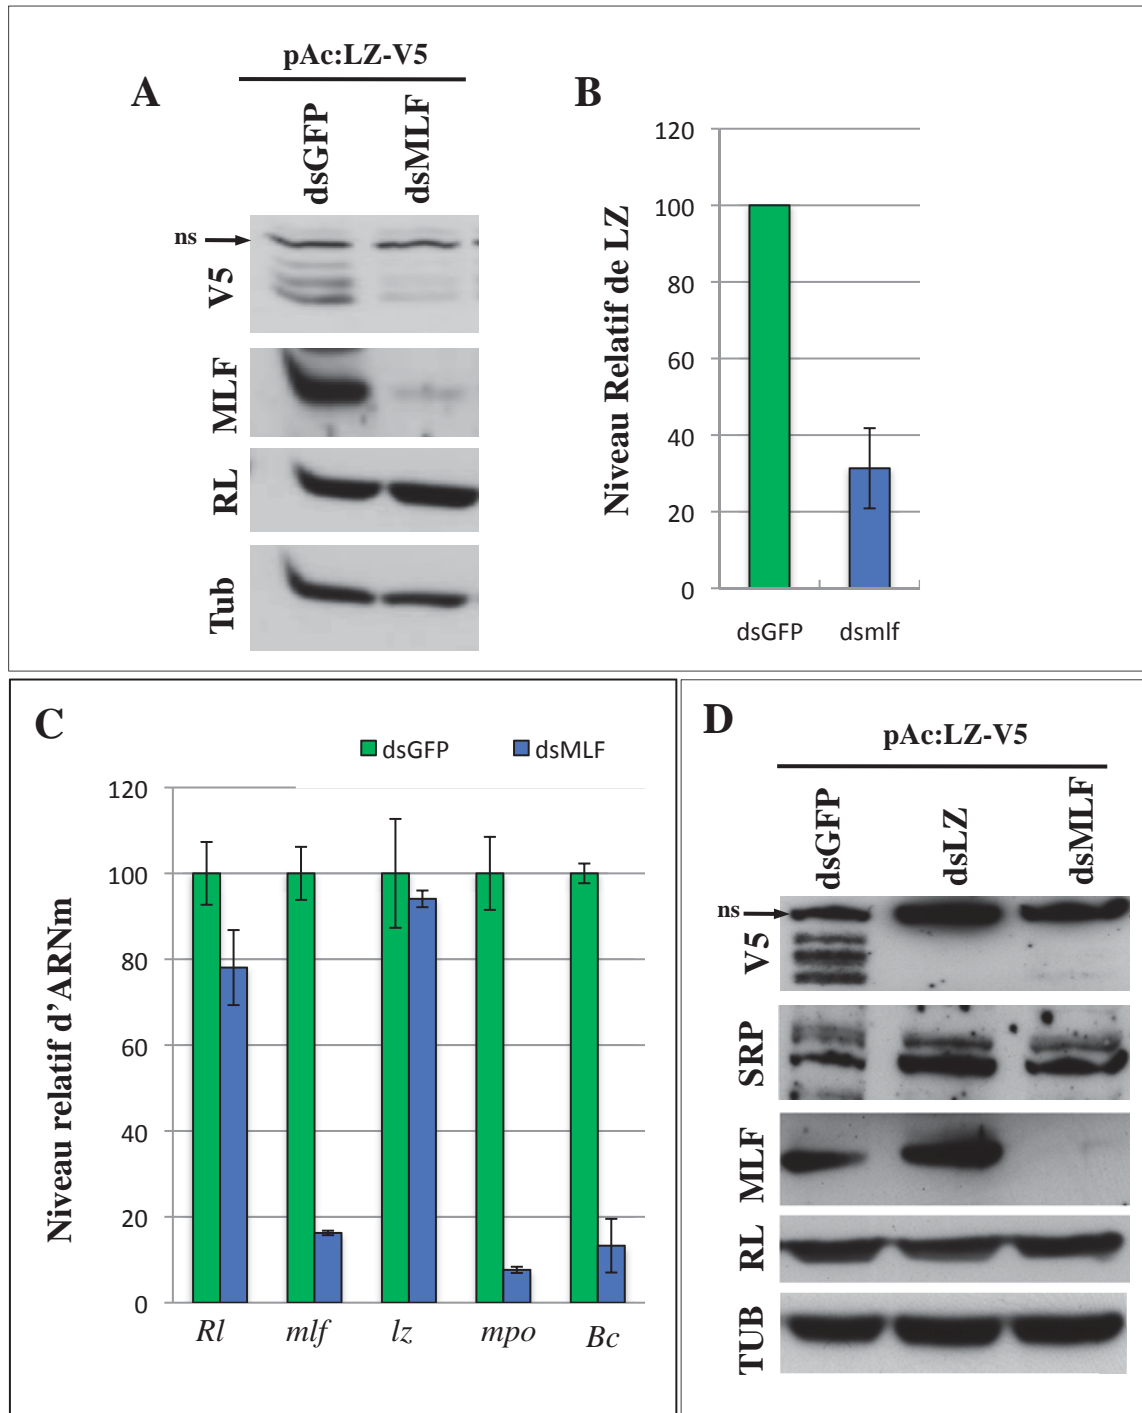 A
pAc:LZ-V5
dsGFP
dsMLF
ns
V5
MLF
RL
Tub
B
Niveau Relatif de LZ
120
100
80
60
40
20
0
dsGFP
dsmlf
C
dsGFP
dsMLF
Niveau relatif d'ARNm
120
100
80
60
40
20
0
Rl
mlf
lz
mpo
Bc
D
pAc:LZ-V5
dsGFP
dsLZ
dsMLF
ns
V5
SRP
MLF
RL
TUB